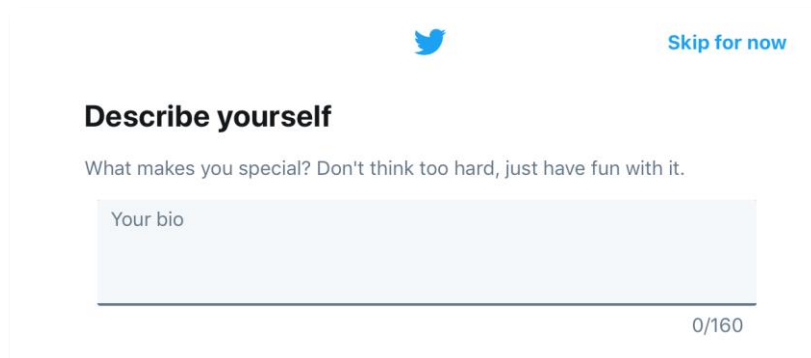 Skip for now
Describe yourself
What makes you special? Don't think too hard, just have fun with it.
Your bio
0/160